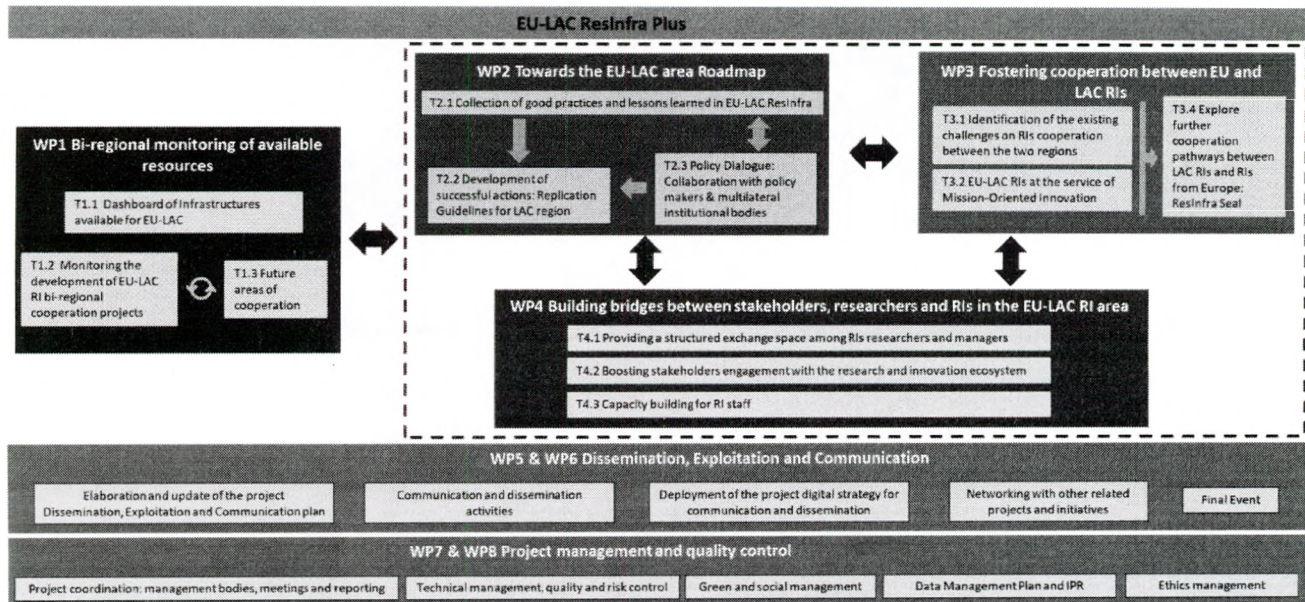 EU-LAC ResInfra Plus
WP1 Bi-regional monitoring of available
resources
T1.1 Dashboard of Infrastructures
available for EU-LAC
T1.2 Monitoring the
development of EU-LAC
RI bi-regional
cooperation projects
T1.3 Future
areas of
cooperation
WP2 Towards the EU-LAC area Roadmap
T2.1 Collection of good practices and lessons learned in EU-LAC ResInfra
T2.2 Development of
successful actions: Replication
Guidelines for LAC region
T2.3 Policy Dialogue:
Collaboration with policy
makers & multilateral
institutional bodies
WP3 Fostering cooperation between EU and
LAC RIs
T3.1 Identification of the existing
challenges on RIs cooperation
between the two regions
T3.2 EU-LAC RIs at the service of
Mission-Oriented Innovation
T3.4 Explore
further
cooperation
pathways between
LAC RIs and RIs
from Europe:
ResInfra Seal
WP4 Building bridges between stakeholders, researchers and RIs in the EU-LAC RI area
T4.1 Providing a structured exchange space among RIs researchers and managers
T4.2 Boosting stakeholders engagement with the research and innovation ecosystem
T4.3 Capacity building for RI staff
WP5 & WP6 Dissemination, Exploitation and Communication
Elaboration and update of the project
Dissemination, Exploitation and Communication plan
Communication and dissemination
activities
Deployment of the project digital strategy for
communication and dissemination
Networking with other related
projects and initiatives
Final Event
WP7 & WP8 Project management and quality control
Project coordination: management bodies, meetings and reporting
Technical management, quality and risk control
Green and social management
Data Management Plan and IPR
Ethics management